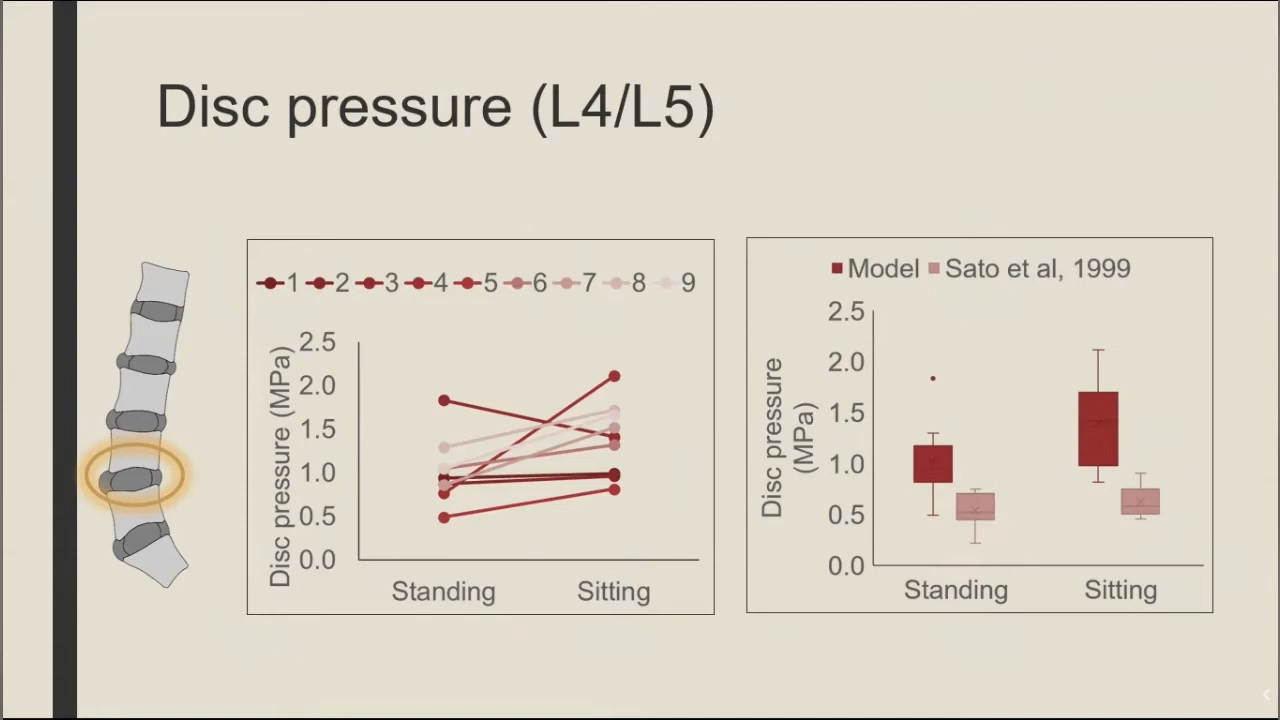 Disc pressure (L4/L5)
1 2 3 4 5 6 7 8 9
Disc pressure (MPa)
2.5
2.0
1.5
1.0
0.5
0.0
Standing Sitting
Model Sato et al, 1999
Disc pressure
(MPa)
2.5
2.0
1.5
1.0
0.5
0.0
Standing Sitting